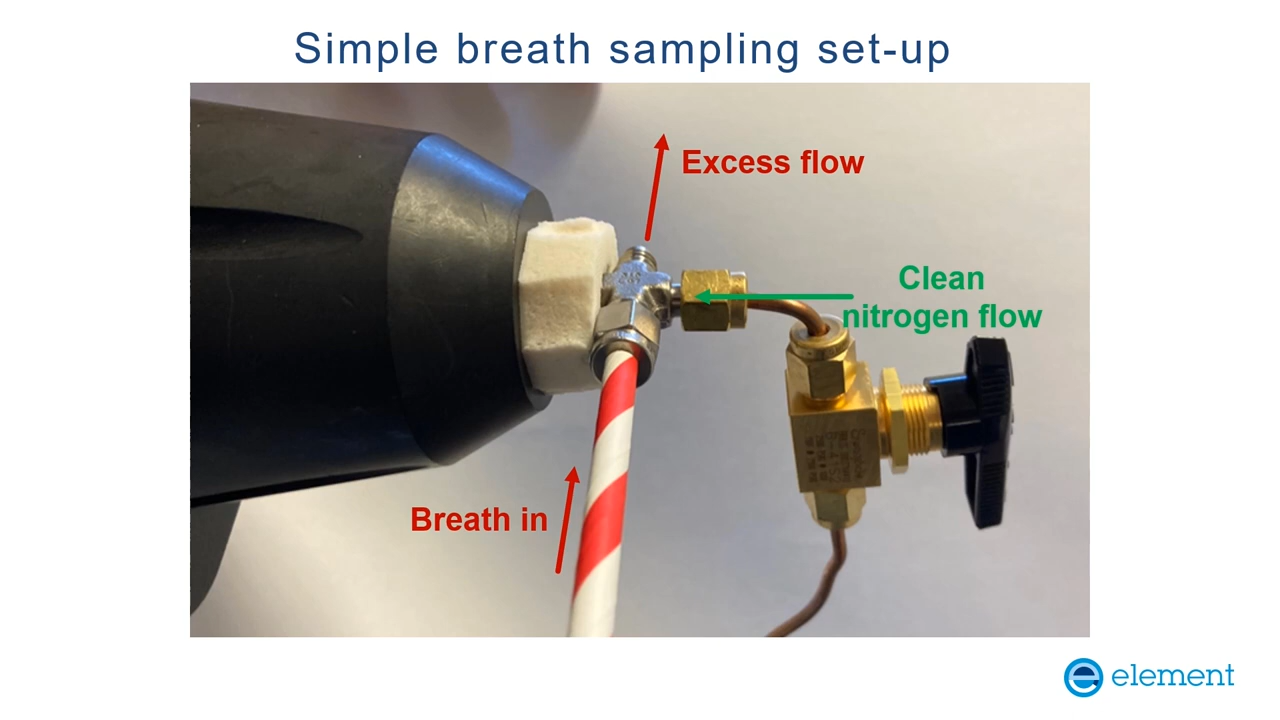 Simple breath sampling set-up
Excess flow
Clean
nitrogen flow
Breath in
element